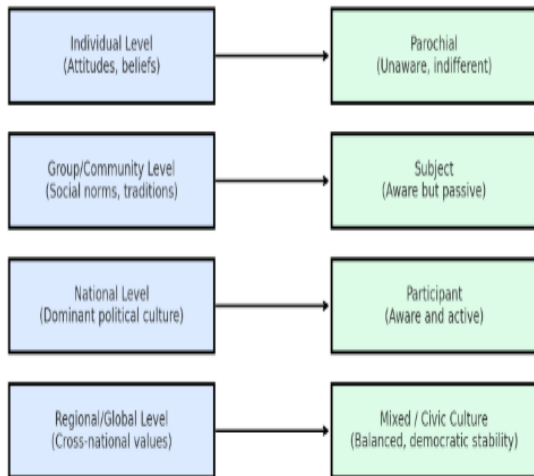 Individual Level
(Attitudes, beliefs)
Parochial
(Unaware, indifferent)
Group/Community Level
(Social norms, traditions)
Subject
(Aware but passive)
National Level
(Dominant political culture)
Participant
(Aware and active)
Regional/Global Level
(Cross-national values)
Mixed / Civic Culture
(Balanced, democratic stability)